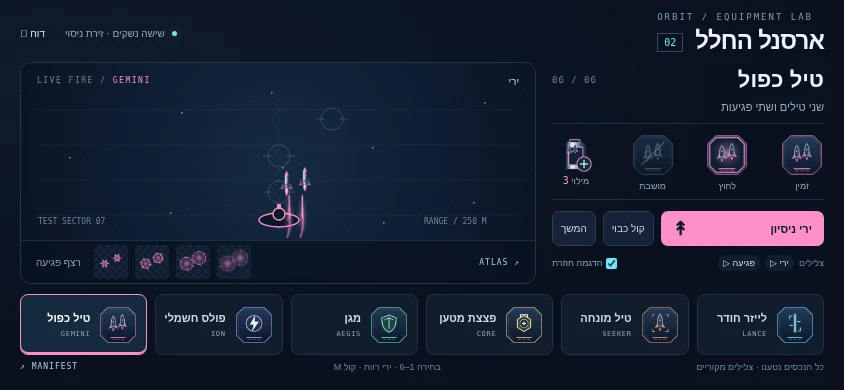 ORBIT / EQUIPMENT LAB
ארסנל החלל 02
שישה נשקים · זירת ניסוי
דוח
טיל כפול
06 / 06
שני טילים ושתי פגיעות
זמין
לחוץ
מושבת
מילוי 3
ירי ניסיון
קול כבוי
המשך
צלילים
ירי ▷
פגיעה ▷
הדגמה חוזרת
LIVE FIRE / GEMINI
ירי
TEST SECTOR 07
RANGE / 250 M
רצף פגיעה
ATLAS ↗
לייזר חודר
LANCE
טיל מונחה
SEEKER
פצצת מטען
CORE
מגן
AEGIS
פולס חשמלי
ION
טיל כפול
GEMINI
כל הנכסים נטענו · צלילים מקוריים
בחירה 1–6 · ירי רווח · קול M
↗ MANIFEST